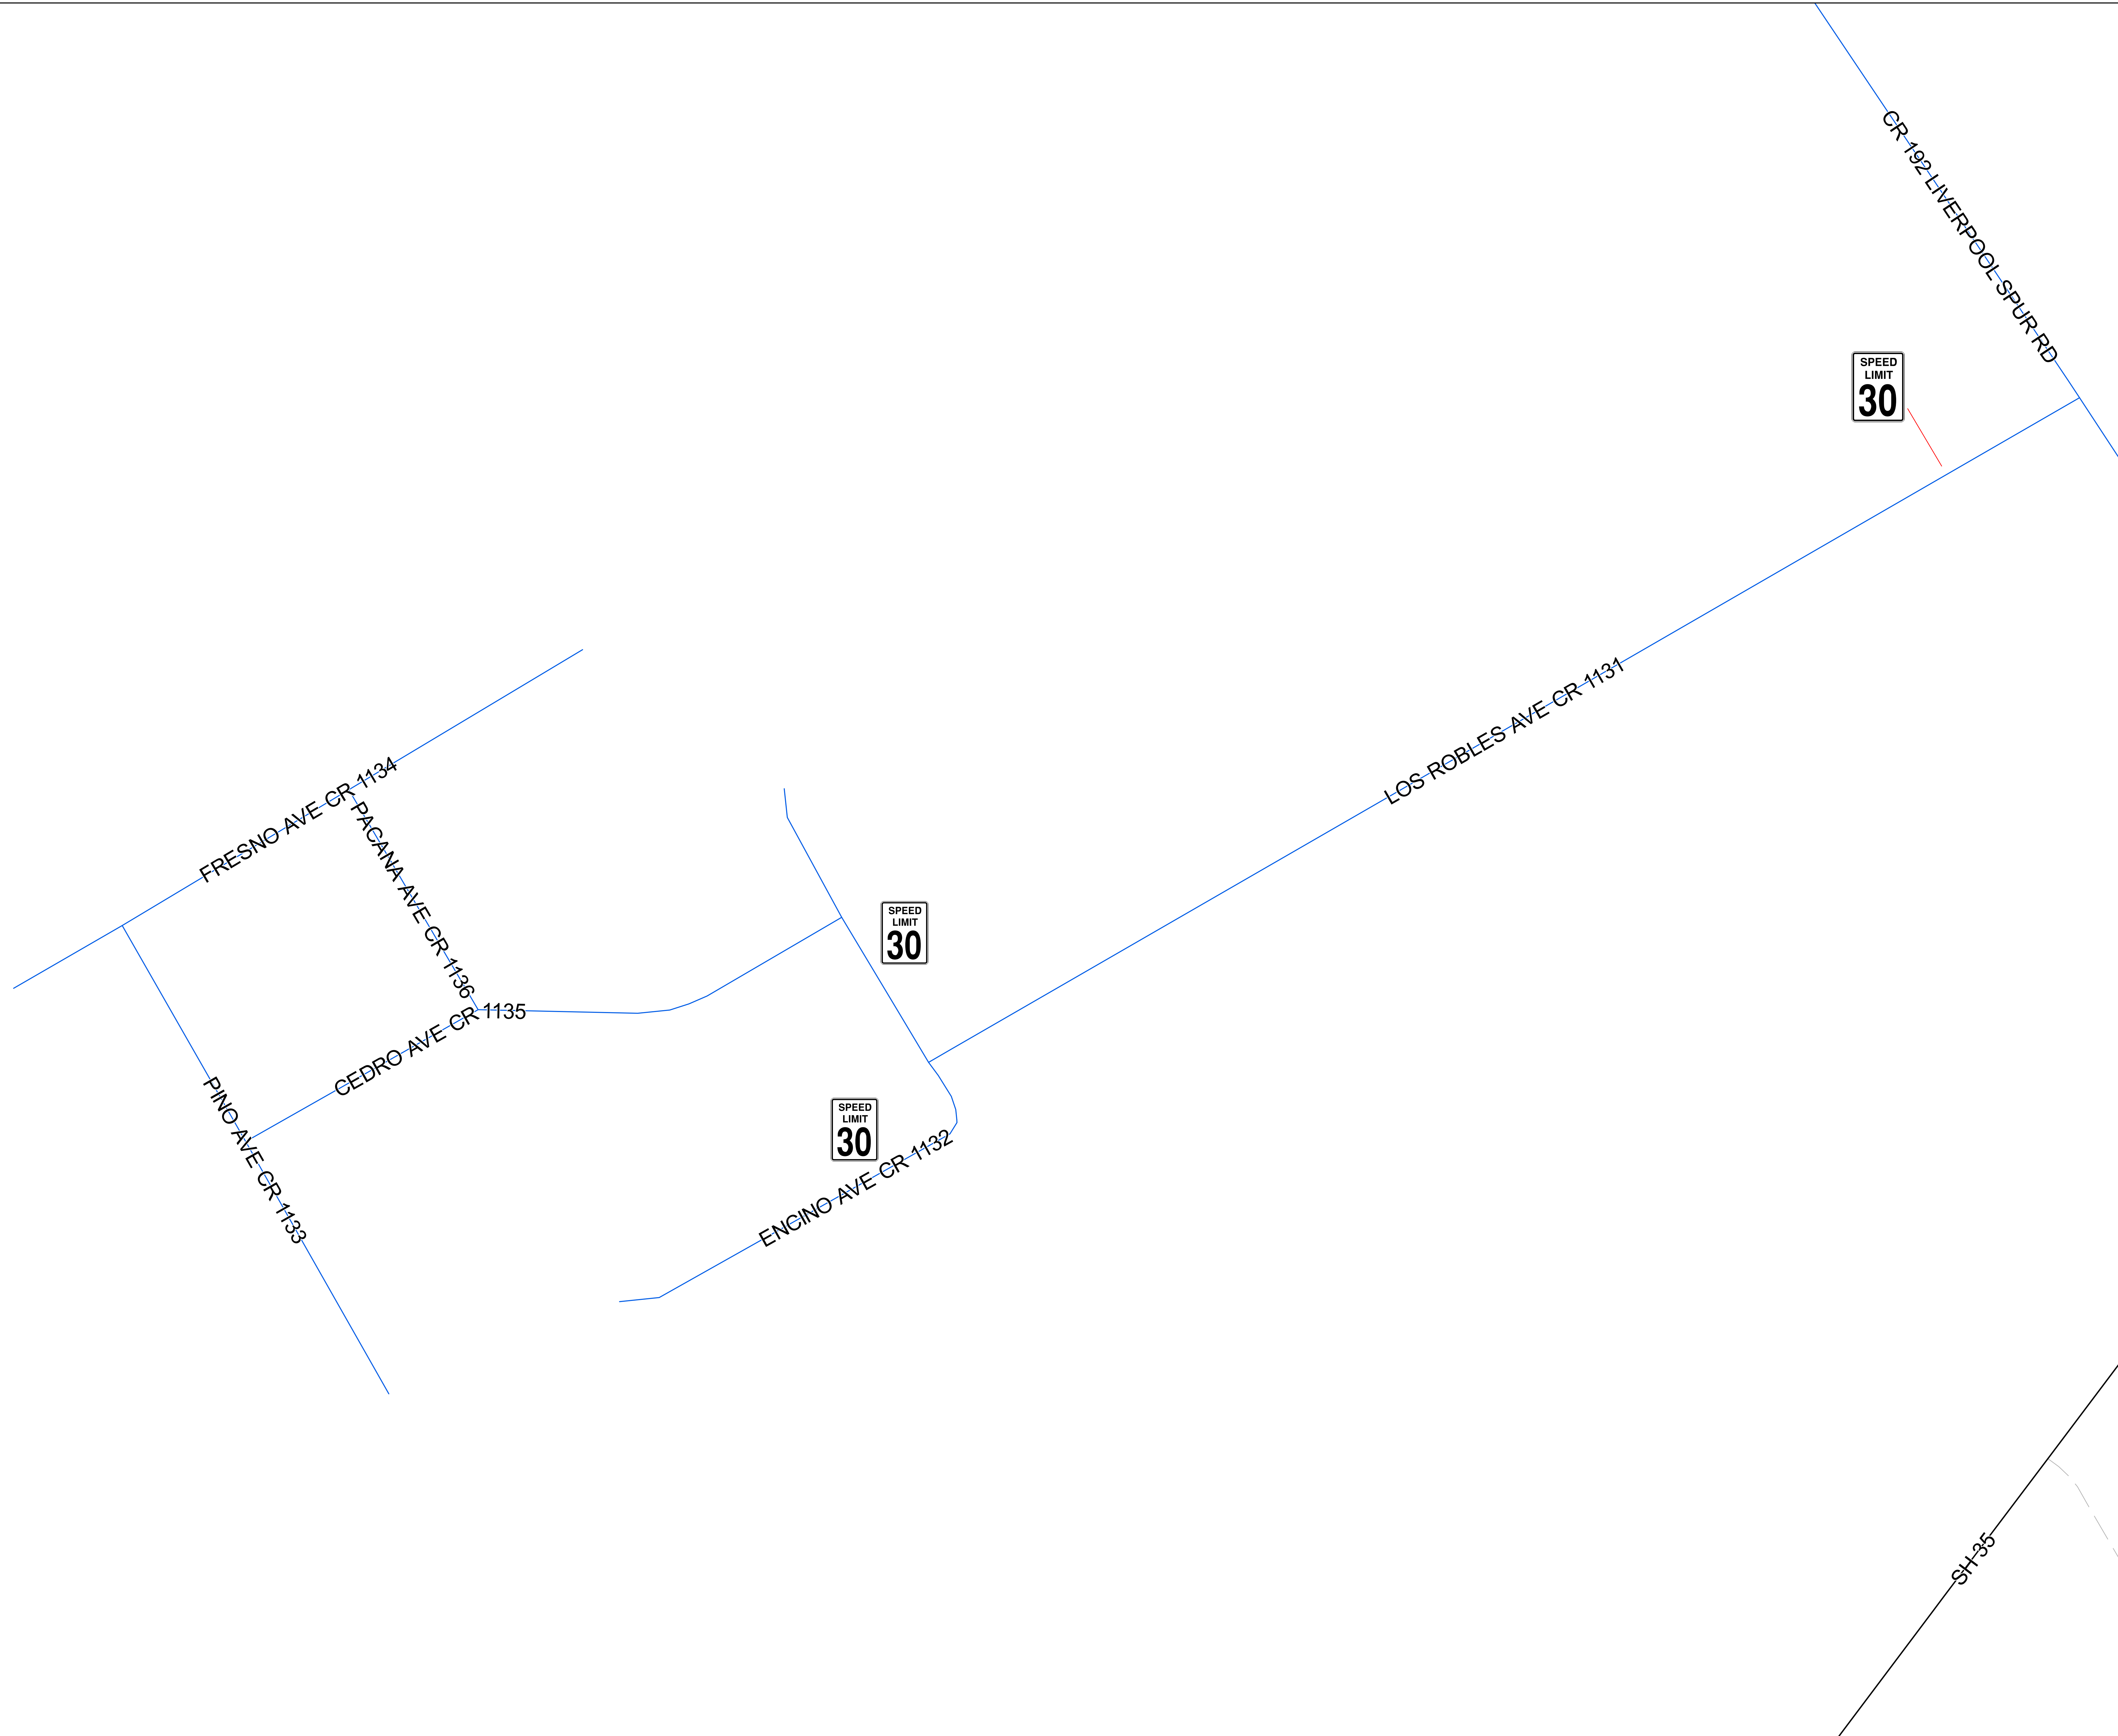 CR 192 LIVERPOOL SPUR RD
SPEED
LIMIT
30
LOS ROBLES AVE CR 1131
FRESNO AVE CR 1134
PACANA AVE CR 1136
SPEED
LIMIT
30
CEDRO AVE CR 1135
PINO AVE CR 1133
SPEED
LIMIT
30
ENCINO AVE CR 1132
SH 35